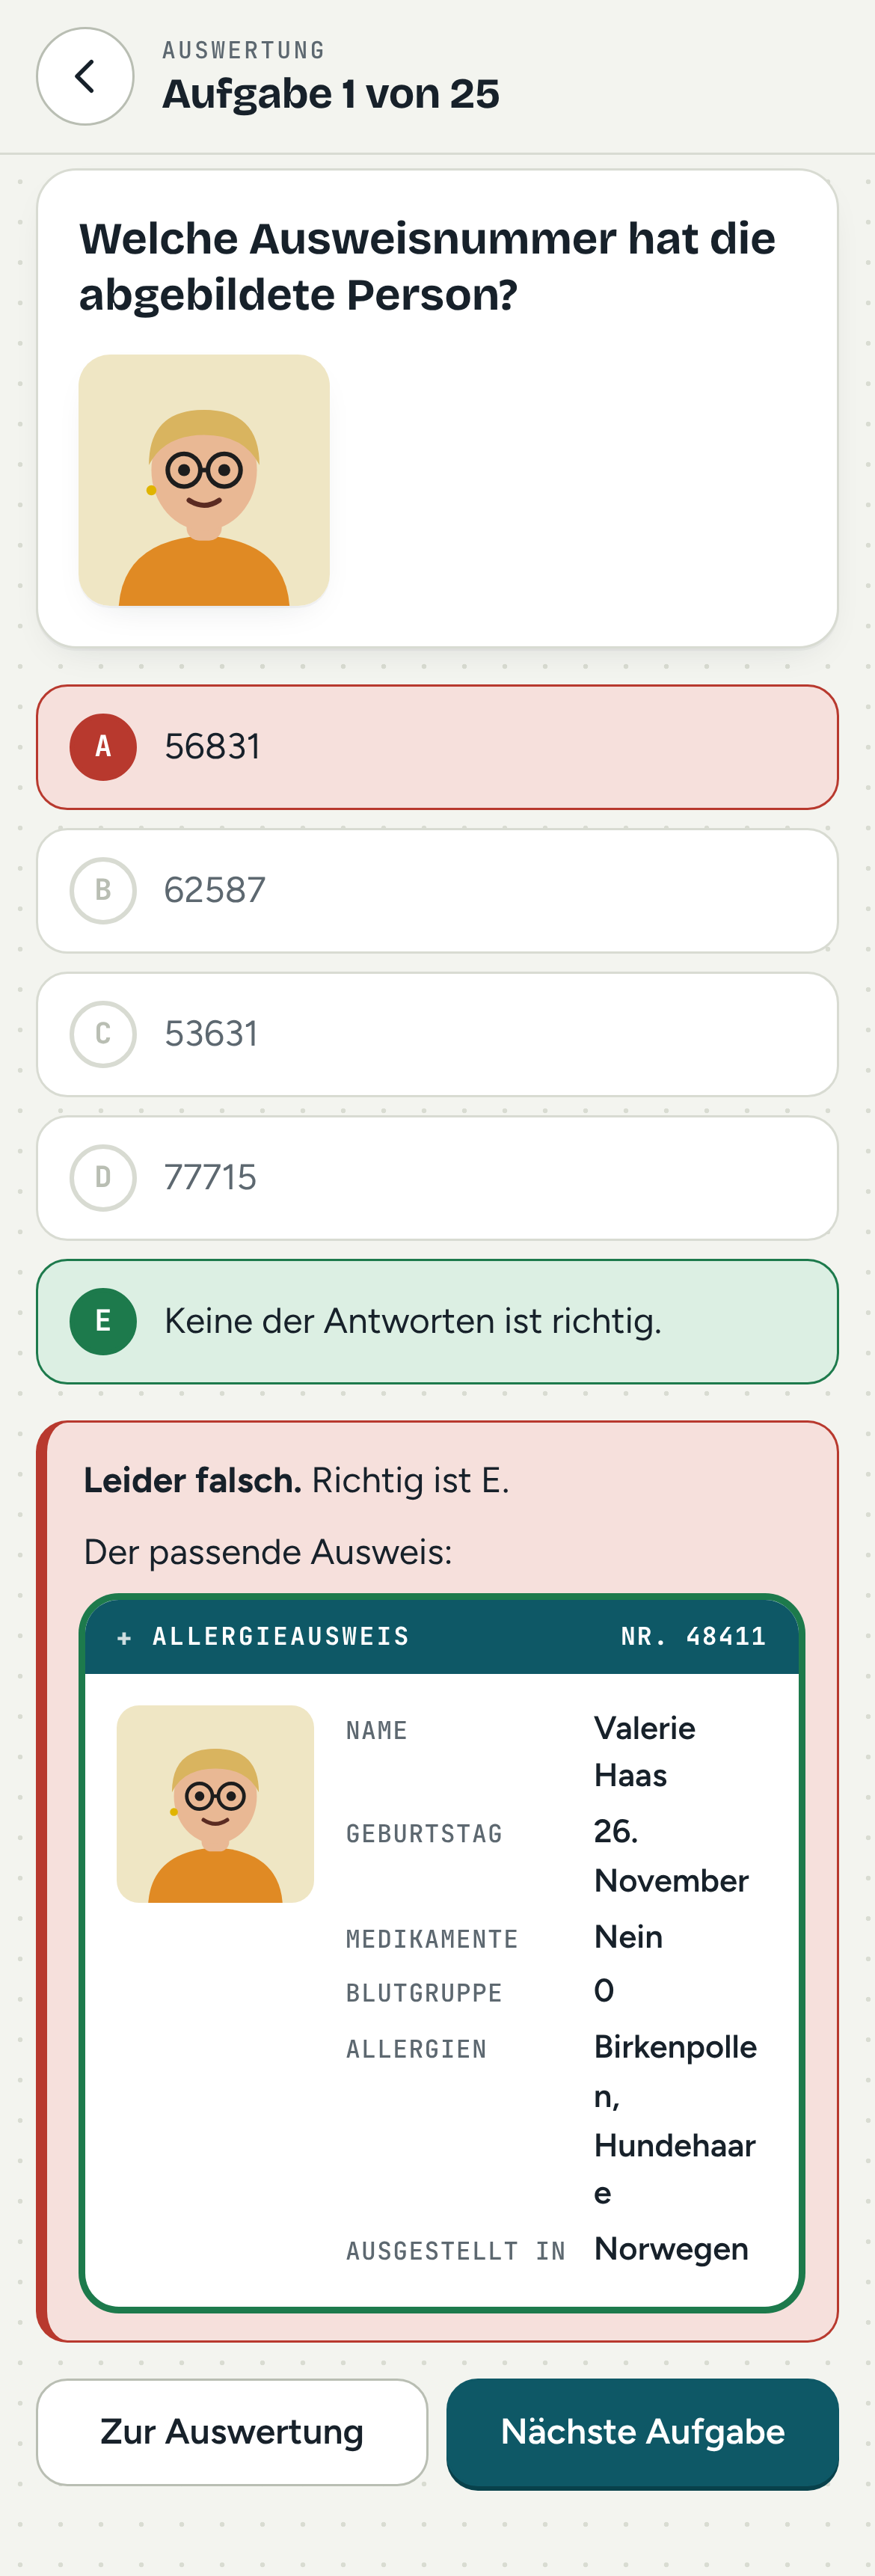 AUSWERTUNG
Aufgabe 1 von 25
Welche Ausweisnummer hat die
abgebildete Person?
A 56831
B 62587
C 53631
D 77715
E Keine der Antworten ist richtig.
Leider falsch. Richtig ist E.
Der passende Ausweis:
+ ALLERGIEAUSWEIS NR. 48411
NAME Valerie
Haas
GEBURTSTAG 26.
November
MEDIKAMENTE Nein
BLUTGRUPPE 0
ALLERGIEN Birkenpolle
n,
Hundehaar
e
AUSGESTELLT IN Norwegen
Zur Auswertung Nächste Aufgabe